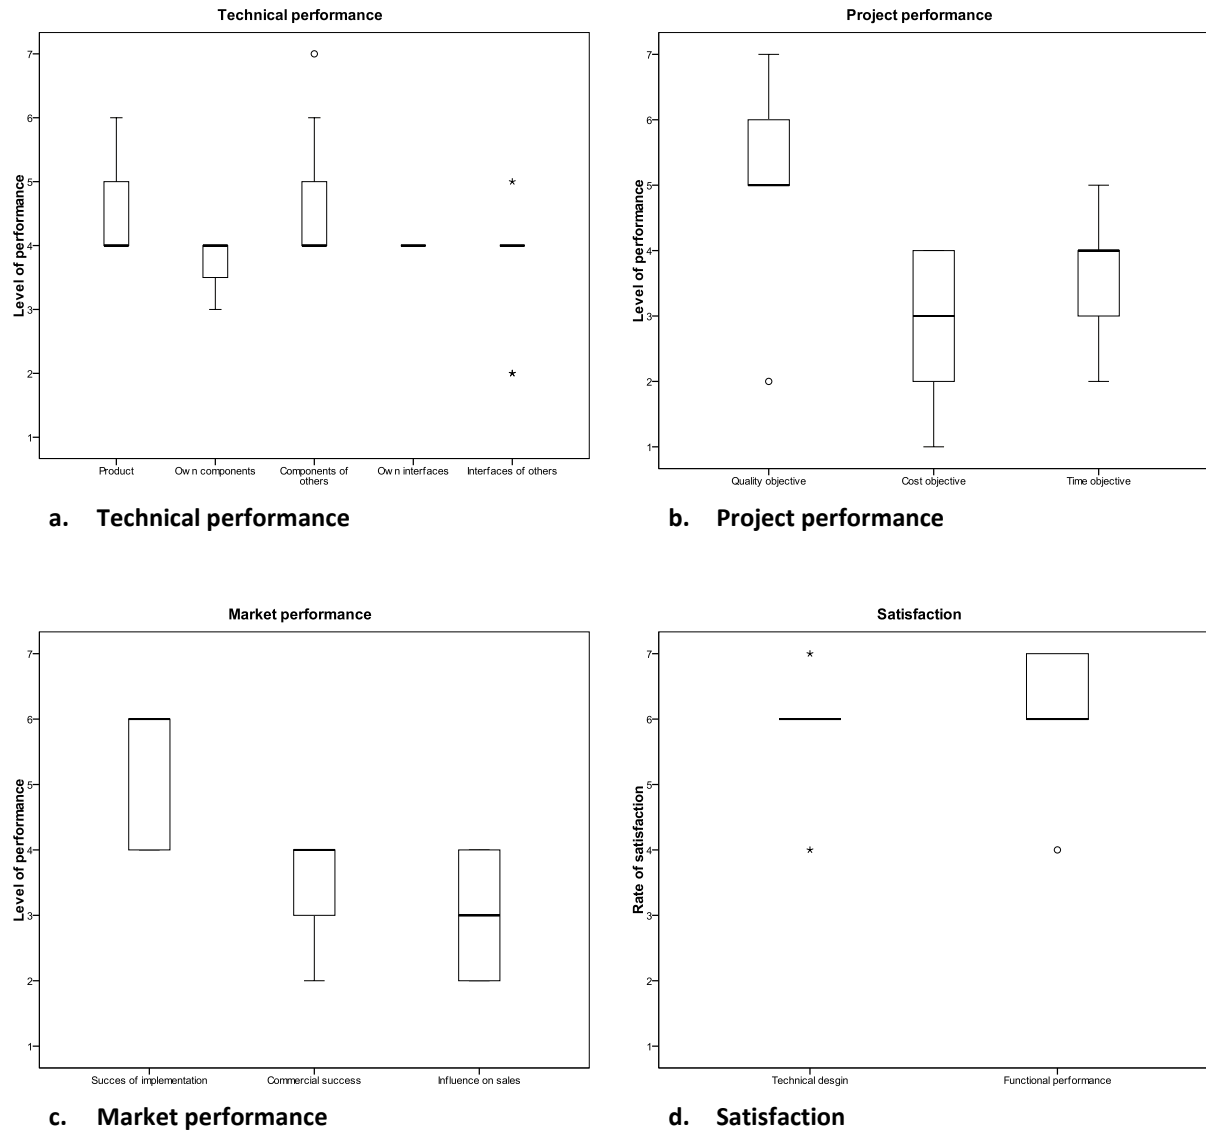 Technical performance
Level of performance
7
6
5
4
3
2
1
Product
Own components
Components of
others
Own interfaces
Interfaces of others
a. Technical performance
Project performance
Level of performance
7
6
5
4
3
2
1
Quality objective
Cost objective
Time objective
b. Project performance
Market performance
Level of performance
7
6
5
4
3
2
1
Succes of implementation
Commercial success
Influence on sales
c. Market performance
Satisfaction
Rate of satisfaction
7
6
5
4
3
2
1
Technical desgin
Functional performance
d. Satisfaction